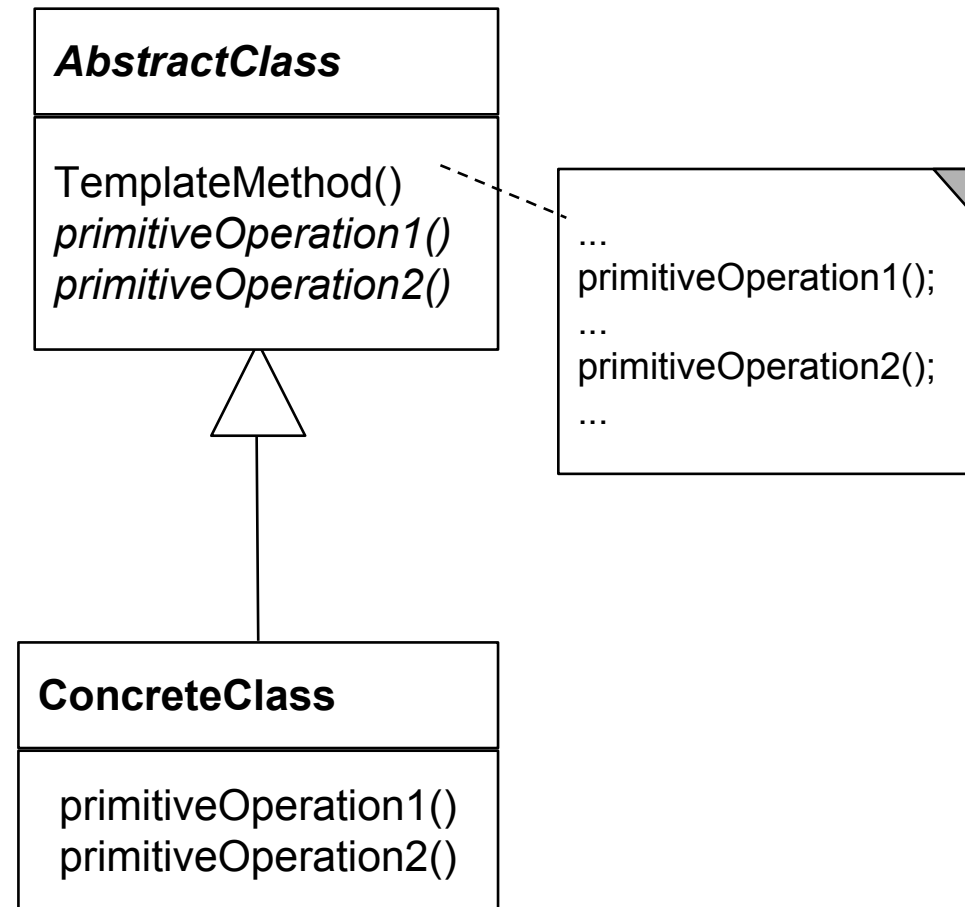 AbstractClass
TemplateMethod()
primitiveOperation1()
primitiveOperation2()
...
primitiveOperation1();
...
primitiveOperation2();
...
ConcreteClass
primitiveOperation1()
primitiveOperation2()